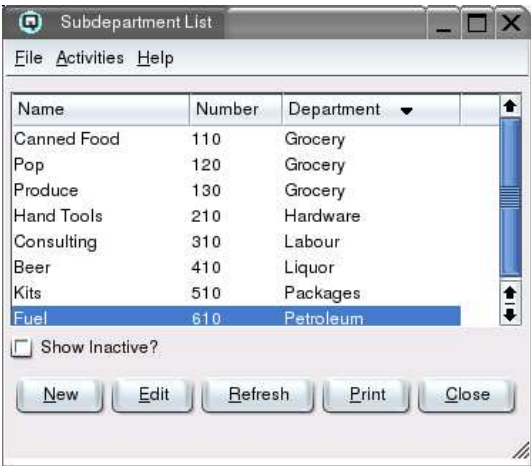 Subdepartment List
File Activities Help
Name Number Department
Canned Food 110 Grocery
Pop 120 Grocery
Produce 130 Grocery
Hand Tools 210 Hardware
Consulting 310 Labour
Beer 410 Liquor
Kits 510 Packages
Fuel 610 Petroleum
Show Inactive?
New Edit Refresh Print Close